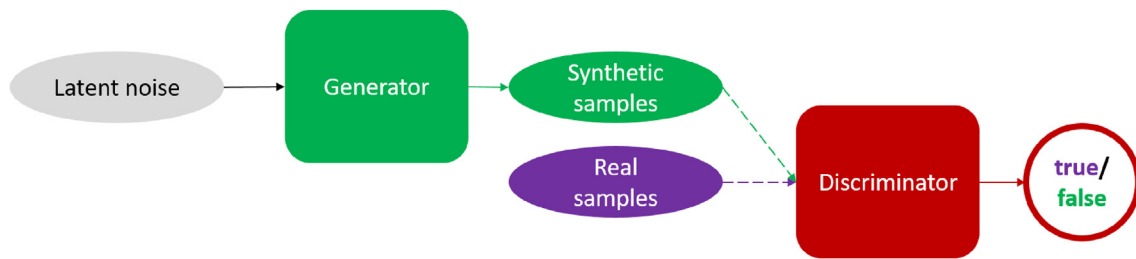 Latent noise
Generator
Synthetic
samples
Real
samples
Discriminator
true/
false